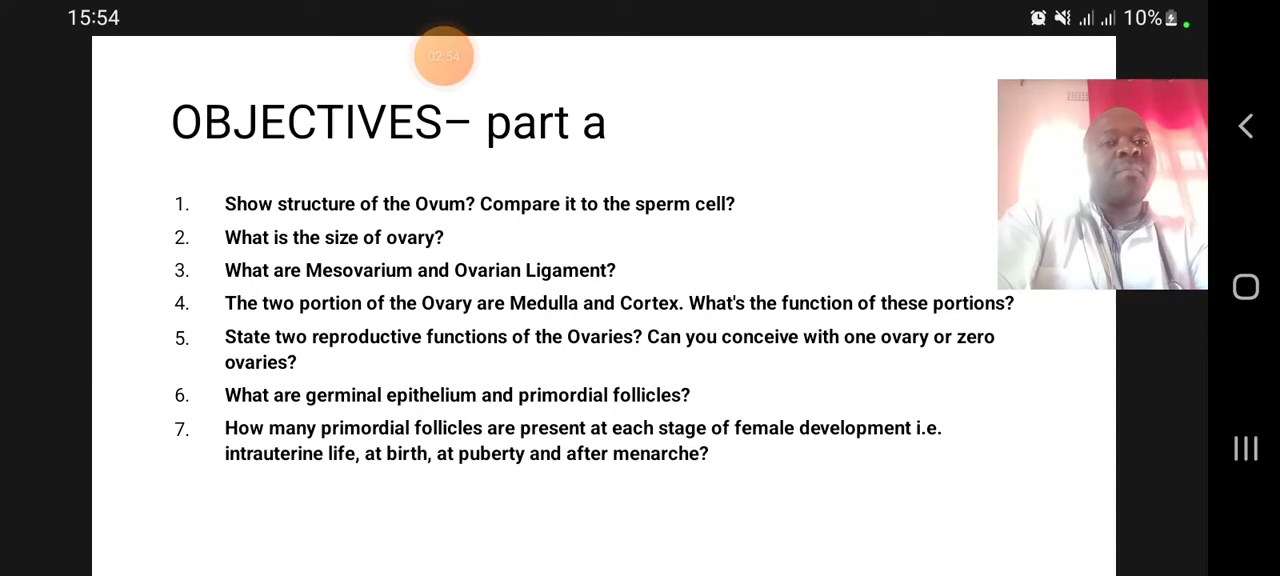 15:54
10%
02:54
OBJECTIVES– part a
1. Show structure of the Ovum? Compare it to the sperm cell?
2. What is the size of ovary?
3. What are Mesovarium and Ovarian Ligament?
4. The two portion of the Ovary are Medulla and Cortex. What's the function of these portions?
5. State two reproductive functions of the Ovaries? Can you conceive with one ovary or zero
ovaries?
6. What are germinal epithelium and primordial follicles?
7. How many primordial follicles are present at each stage of female development i.e.
intrauterine life, at birth, at puberty and after menarche?